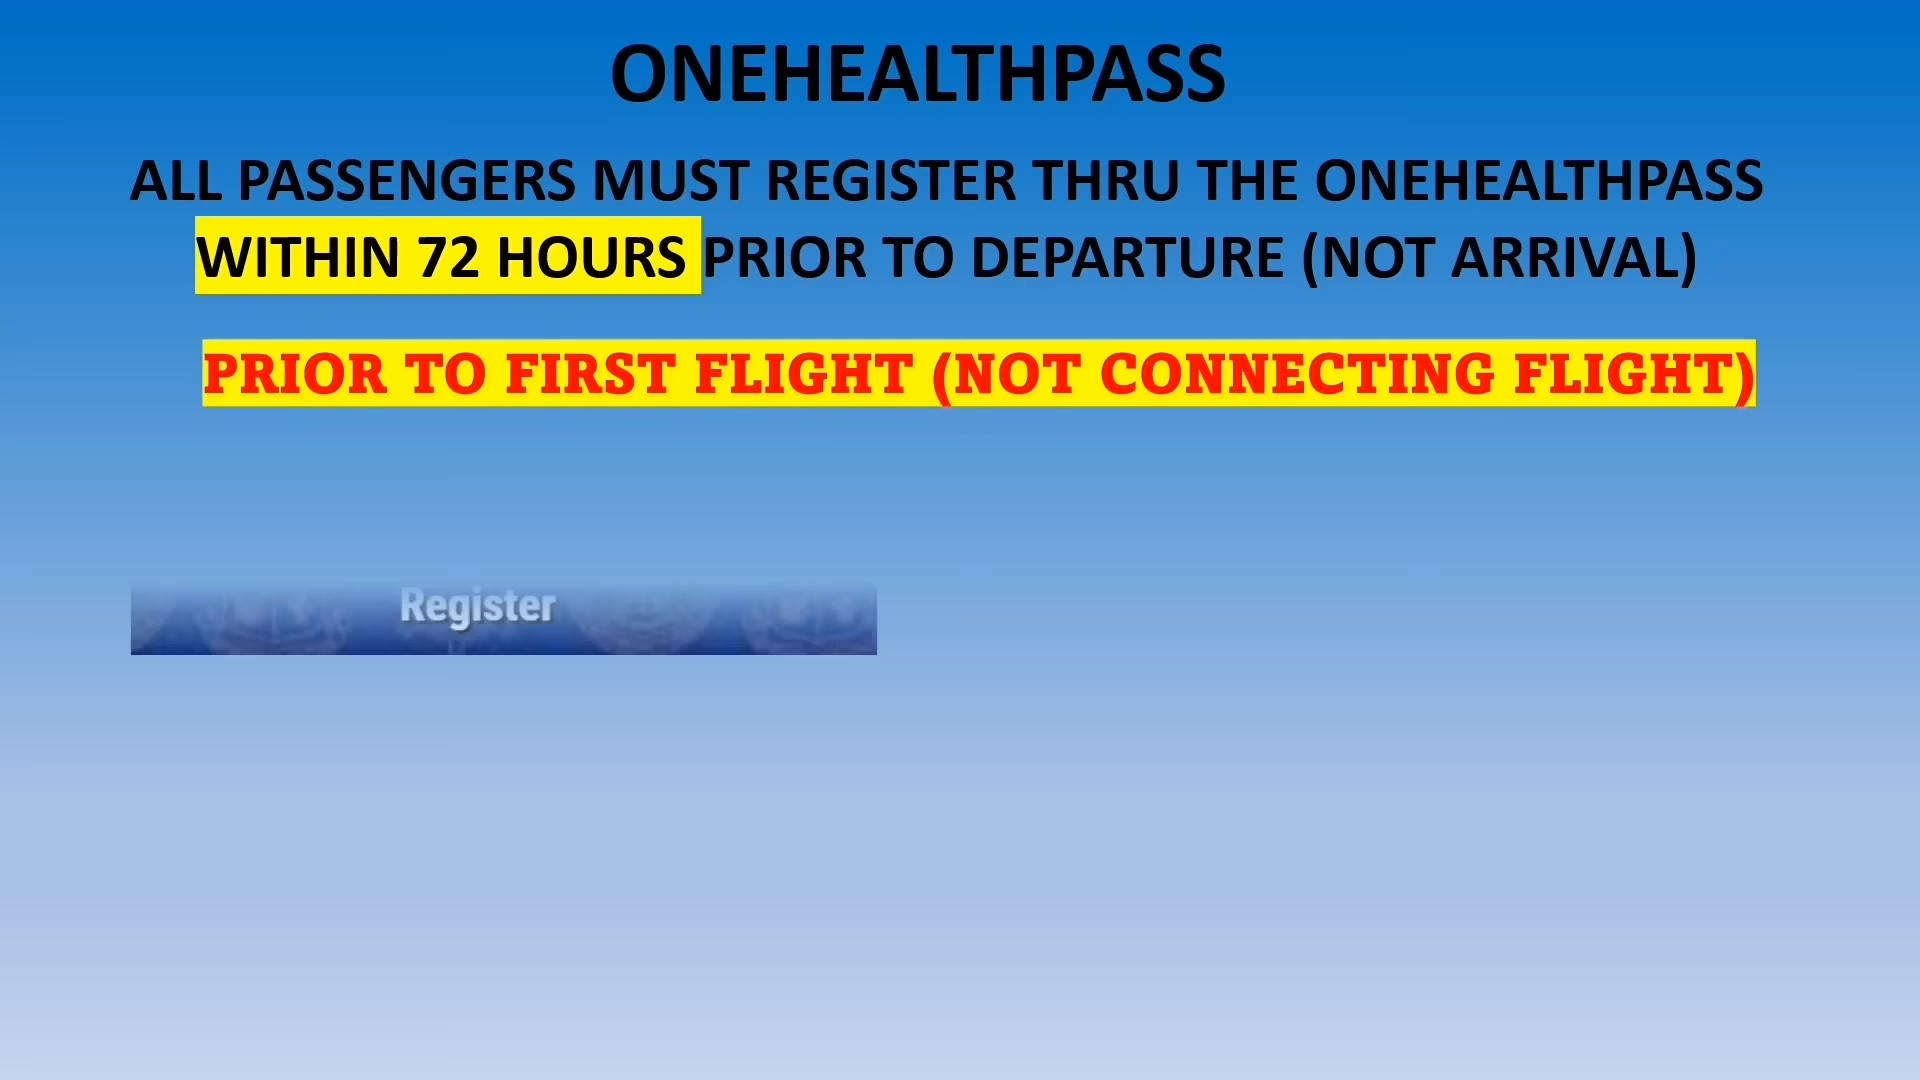 ONEHEALTHPASS
ALL PASSENGERS MUST REGISTER THRU THE ONEHEALTHPASS
WITHIN 72 HOURS PRIOR TO DEPARTURE (NOT ARRIVAL)
PRIOR TO FIRST FLIGHT (NOT CONNECTING FLIGHT)
Register